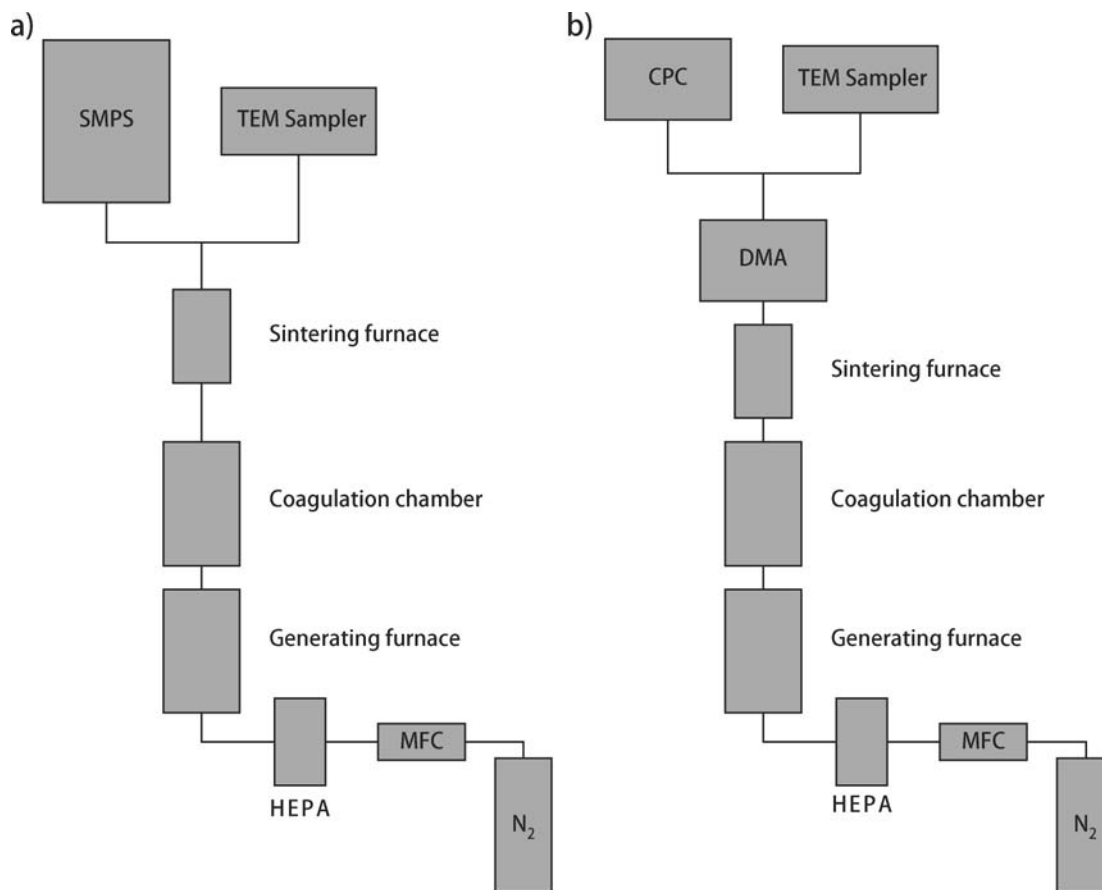 a)
SMPS
TEM Sampler
Sintering furnace
Coagulation chamber
Generating furnace
MFC
HEPA
N₂
b)
CPC
TEM Sampler
DMA
Sintering furnace
Coagulation chamber
Generating furnace
MFC
HEPA
N₂